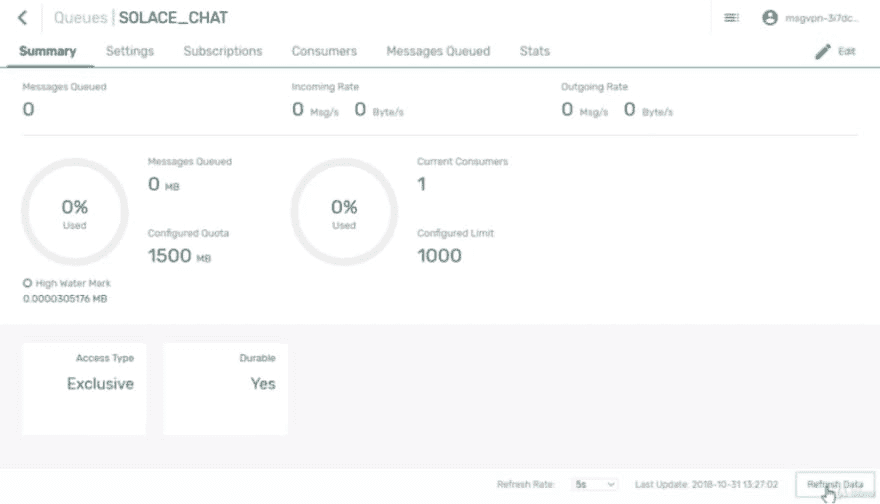 Queues | SOLACE_CHAT
msgvpn-3i7dc...
Summary Settings Subscriptions Consumers Messages Queued Stats
Edit
Messages Queued Incoming Rate Outgoing Rate
0 0 Msg/s 0 Byte/s 0 Msg/s 0 Byte/s
Messages Queued Current Consumers
0 MB 1
0% 0%
Used Used
Configured Quota Configured Limit
1500 MB 1000
High Water Mark
0.0000305176 MB
Access Type Durable
Exclusive Yes
Refresh Rate: 5s Last Update: 2018-10-31 13:27:02 Refresh Data